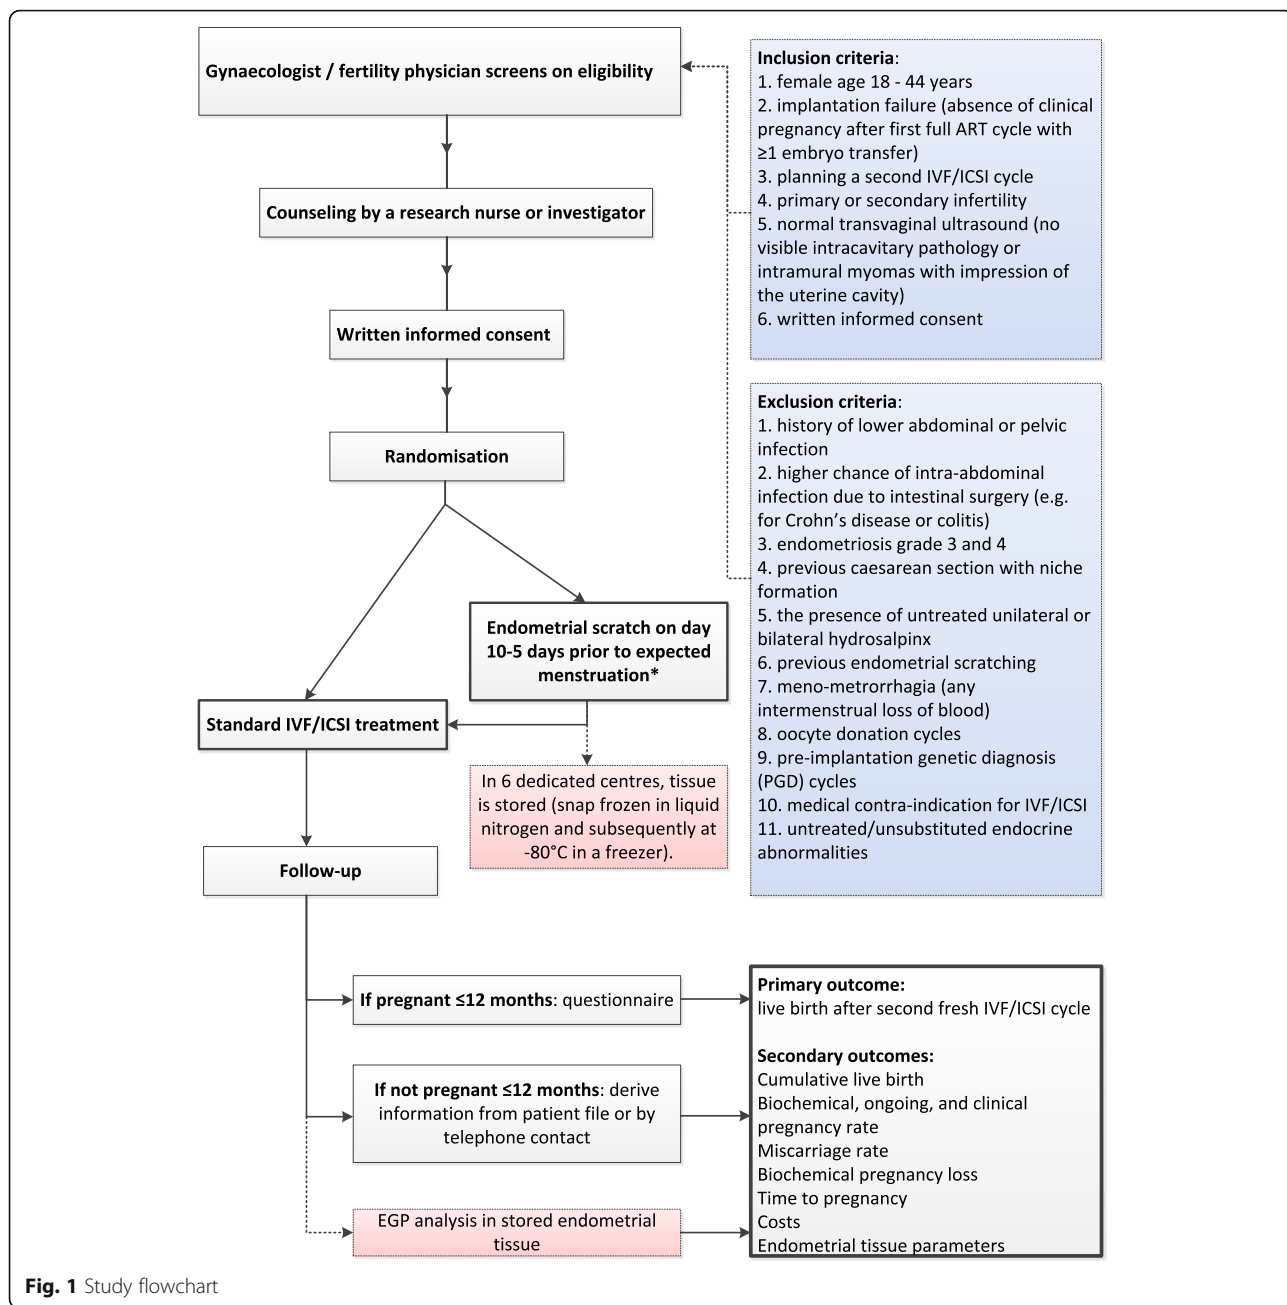 Gynaecologist / fertility physician screens on eligibility
Counseling by a research nurse or investigator
Written informed consent
Randomisation
Endometrial scratch on day
10-5 days prior to expected
menstruation*
Standard IVF/ICSI treatment
In 6 dedicated centres, tissue
is stored (snap frozen in liquid
nitrogen and subsequently at
-80°C in a freezer).
Follow-up
If pregnant ≤12 months: questionnaire
If not pregnant ≤12 months: derive
information from patient file or by
telephone contact
EGP analysis in stored endometrial
tissue
Inclusion criteria:
1. female age 18 - 44 years
2. implantation failure (absence of clinical
pregnancy after first full ART cycle with
≥1 embryo transfer)
3. planning a second IVF/ICSI cycle
4. primary or secondary infertility
5. normal transvaginal ultrasound (no
visible intracavitary pathology or
intramural myomas with impression of
the uterine cavity)
6. written informed consent
Exclusion criteria:
1. history of lower abdominal or pelvic
infection
2. higher chance of intra-abdominal
infection due to intestinal surgery (e.g.
for Crohn's disease or colitis)
3. endometriosis grade 3 and 4
4. previous caesarean section with niche
formation
5. the presence of untreated unilateral or
bilateral hydrosalpinx
6. previous endometrial scratching
7. meno-metrorrhagia (any
intermenstrual loss of blood)
8. oocyte donation cycles
9. pre-implantation genetic diagnosis
(PGD) cycles
10. medical contra-indication for IVF/ICSI
11. untreated/unsubstituted endocrine
abnormalities
Primary outcome:
live birth after second fresh IVF/ICSI cycle
Secondary outcomes:
Cumulative live birth
Biochemical, ongoing, and clinical
pregnancy rate
Miscarriage rate
Biochemical pregnancy loss
Time to pregnancy
Costs
Endometrial tissue parameters
Fig. 1 Study flowchart